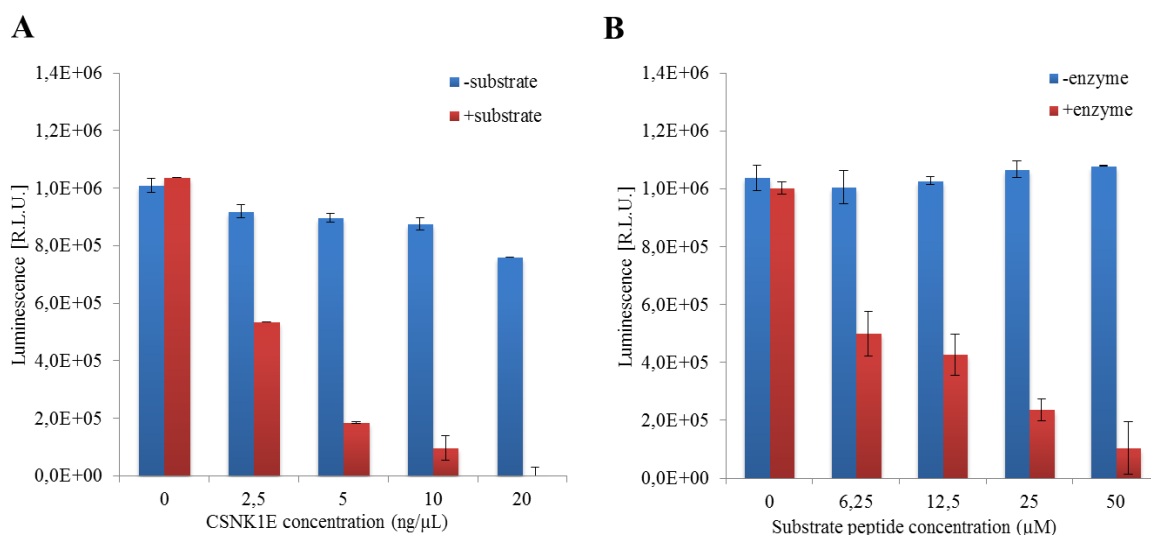 A
1,4E+06
1,2E+06
1,0E+06
8,0E+05
6,0E+05
4,0E+05
2,0E+05
0,0E+00
Luminescence [R.L.U.]
-substrate
+substrate
0 2,5 5 10 20
CSNK1E concentration (ng/µL)
B
1,4E+06
1,2E+06
1,0E+06
8,0E+05
6,0E+05
4,0E+05
2,0E+05
0,0E+00
Luminescence [R.L.U.]
-enzyme
+enzyme
0 6,25 12,5 25 50
Substrate peptide concentration (µM)